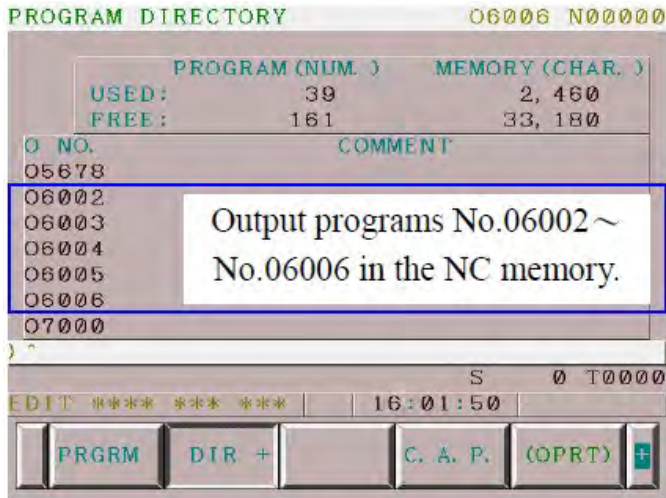 PROGRAM DIRECTORY O6006 N00000
PROGRAM (NUM. ) MEMORY (CHAR. )
USED: 39 2, 460
FREE: 161 33, 180
O NO. COMMENT
O5678
O6002
O6003
O6004
O6005
O6006
Output programs No.06002～
No.06006 in the NC memory.
O7000
) ^
S 0 T0000
EDIT **** *** *** 16:01:50
PRGRM DIR + C. A. P. (OPRT) +